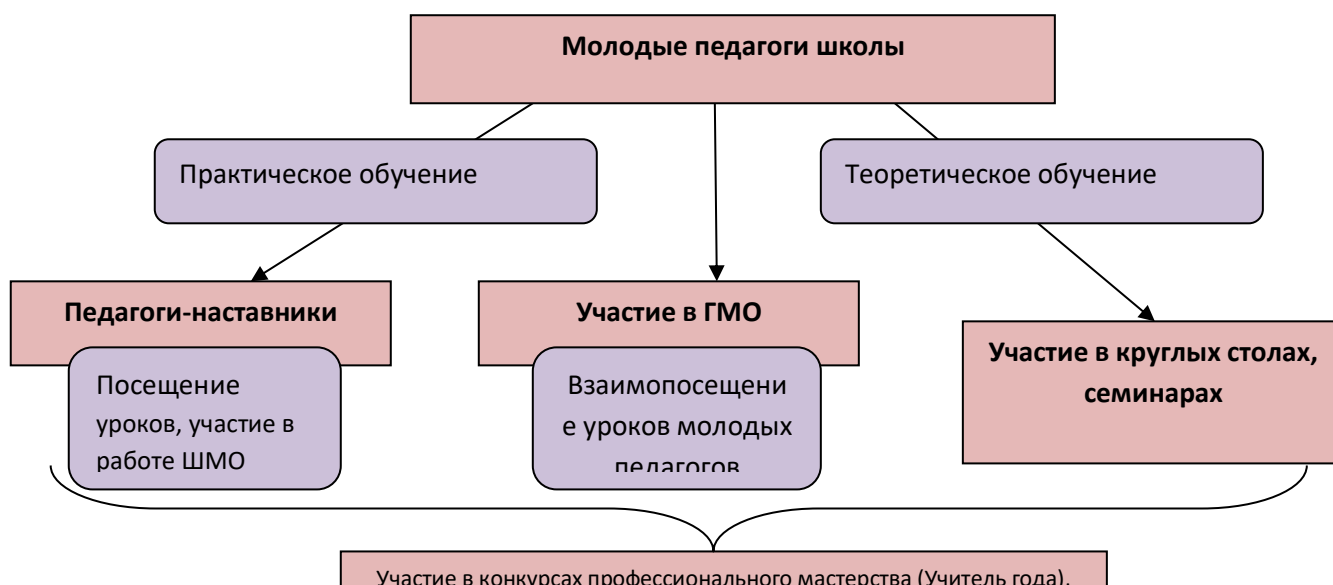 Молодые педагоги школы
Практическое обучение
Теоретическое обучение
Педагоги-наставники
Участие в ГМО
Участие в круглых столах,
семинарах
Посещение
уроков, участие в
работе ШМО
Взаимопосещени
е уроков молодых
педагогов
Участие в конкурсах профессионального мастерства (Учитель года),